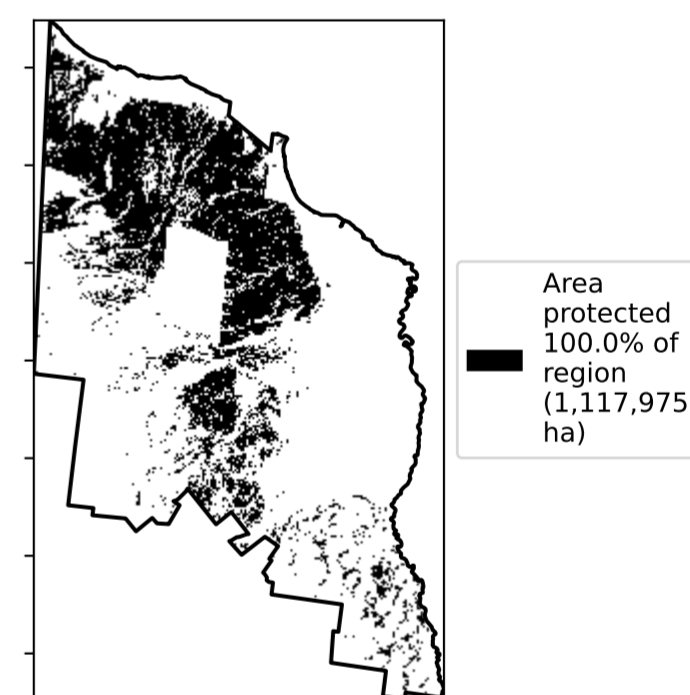 Area
protected
100.0% of
region
(1,117,975
ha)